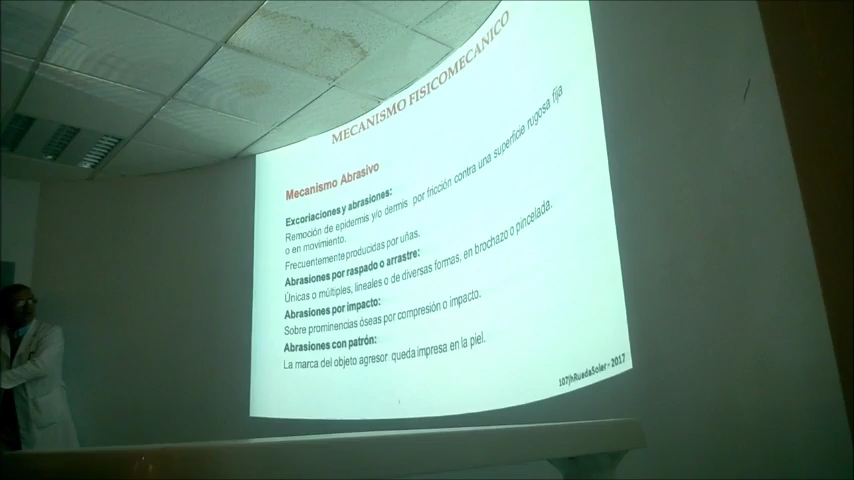 MECANISMO FISICOMECANICO
Mecanismo Abrasivo
Excoriaciones y abrasiones:
Remoción de epidermis y/o dermis por fricción contra una superficie rugosa fija
o en movimiento.
Frecuentemente producidas por uñas.
Abrasiones por raspado o arrastre:
Únicas o múltiples, lineales o de diversas formas, en brochazo o pincelada.
Abrasiones por impacto:
Sobre prominencias óseas por compresión o impacto.
Abrasiones con patrón:
La marca del objeto agresor queda impresa en la piel.
107JhRuedaSoler - 2017